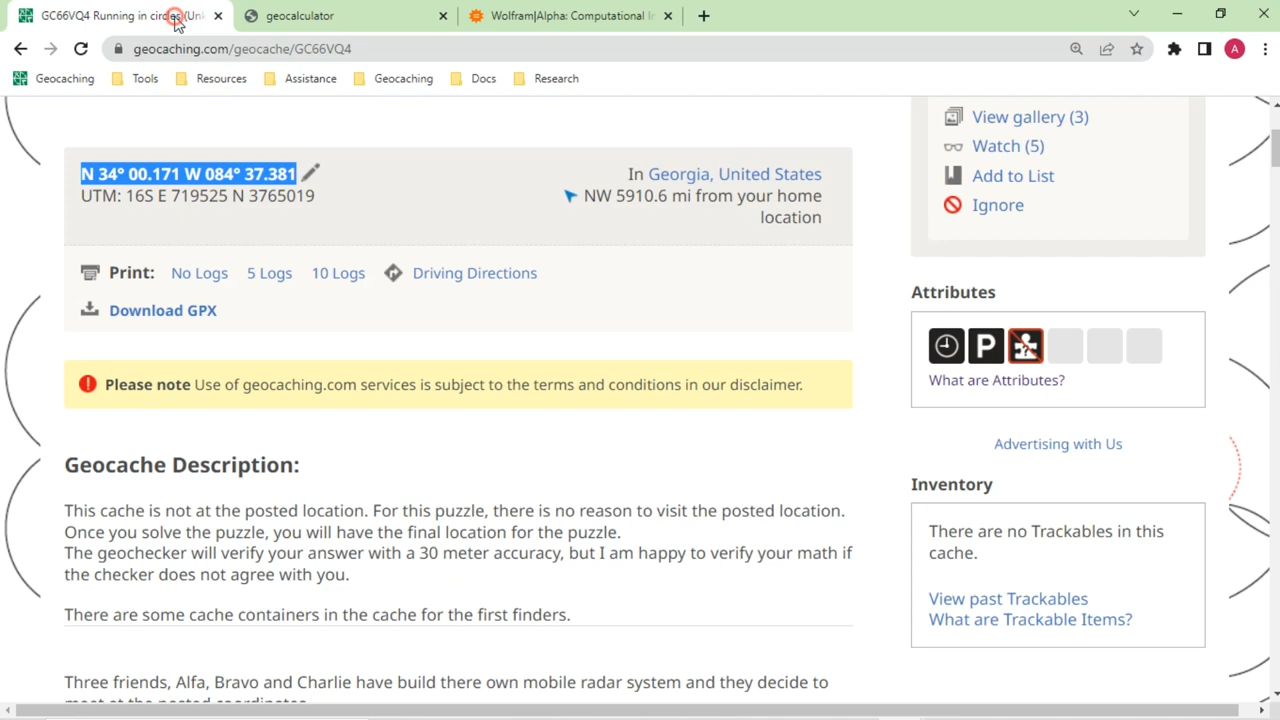 GC66VQ4 Running in circles (Unk
geocalculator
Wolfram|Alpha: Computational In
geocaching.com/geocache/GC66VQ4
A
Geocaching
Tools
Resources
Assistance
Geocaching
Docs
Research
View gallery (3)
Watch (5)
Add to List
Ignore
N 34° 00.171 W 084° 37.381
UTM: 16S E 719525 N 3765019
In Georgia, United States
NW 5910.6 mi from your home
location
Print: No Logs 5 Logs 10 Logs Driving Directions
Download GPX
Please note Use of geocaching.com services is subject to the terms and conditions in our disclaimer.
Attributes
P
What are Attributes?
Advertising with Us
Inventory
There are no Trackables in this
cache.
View past Trackables
What are Trackable Items?
Geocache Description:
This cache is not at the posted location. For this puzzle, there is no reason to visit the posted location.
Once you solve the puzzle, you will have the final location for the puzzle.
The geochecker will verify your answer with a 30 meter accuracy, but I am happy to verify your math if
the checker does not agree with you.
There are some cache containers in the cache for the first finders.
Three friends, Alfa, Bravo and Charlie have build there own mobile radar system and they decide to
meet at the posted coordinates